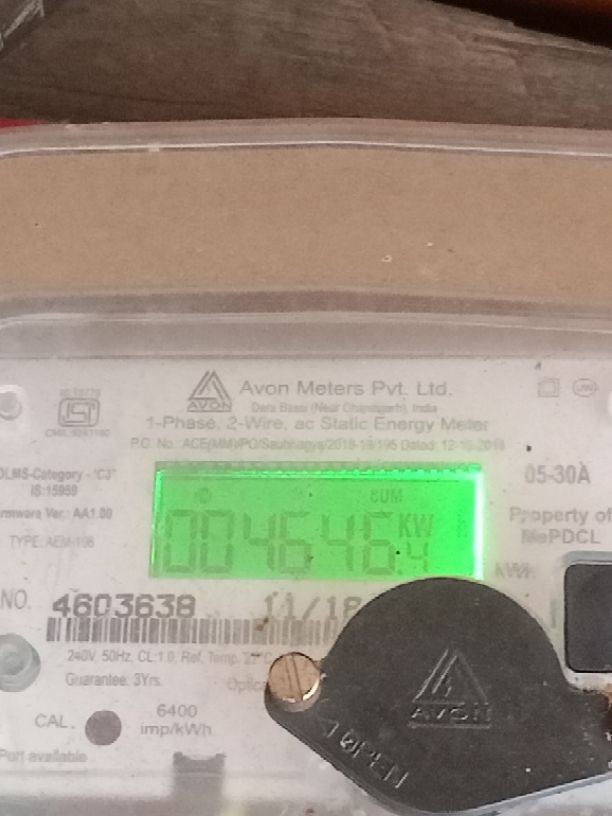 AVON
Avon Meters Pvt. Ltd.
Dera Bassi (Near Chandigarh), India
1-Phase, 2-Wire, ac Static Energy Meter
P.O. No.: ACE(MM)/PO/Saubhagya/2018-19/195 Dated: 12-10-2018
ISI
DLMS-Category - 'C3'
IS:15959
Firmware Ver.: AA1.00
05-30A
Property of
MePDCL
CUM
004646.4 KW
NO. 4603638 11/18
240V, 50Hz, CL:1.0, Ref. Temp. 27°C
Guarantee: 3Yrs.
CAL. 6400
imp/kWh
Port available
AVON
OPEN